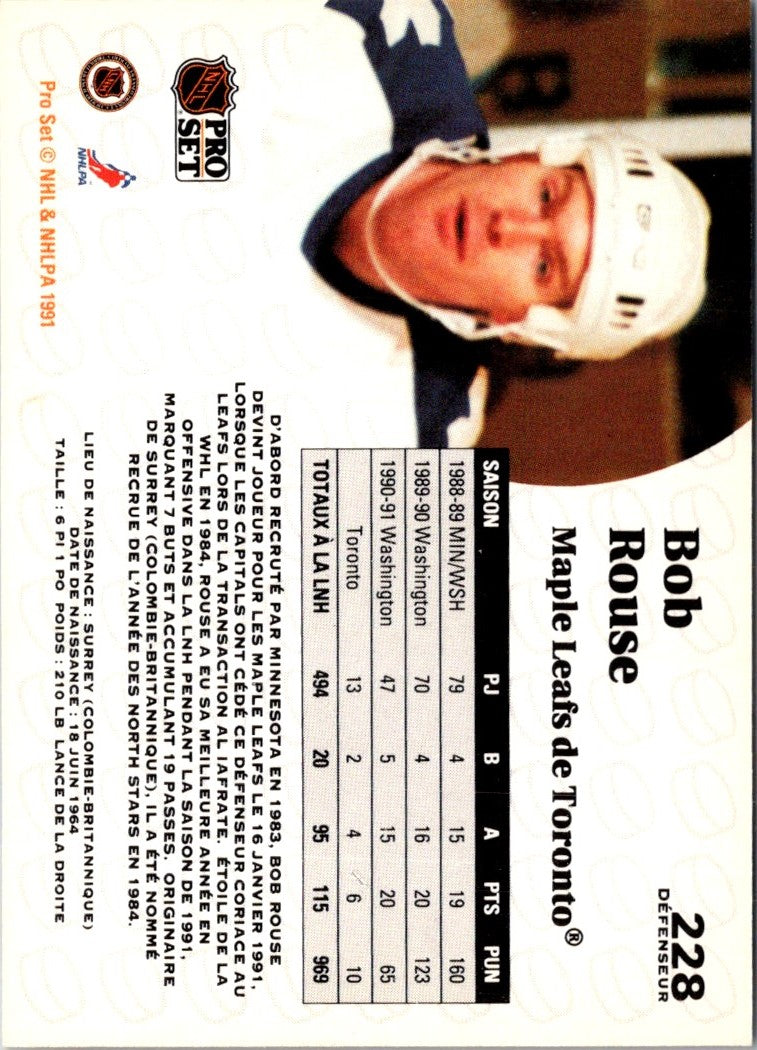 228
DÉFENSEUR
Bob
Rouse
Maple Leafs de Toronto®
SAISON PJ B A PTS PUN
1988-89 MIN/WSH 79 4 15 19 160
1989-90 Washington 70 4 16 20 123
1990-91 Washington 47 5 15 20 65
Toronto 13 2 4 6 10
TOTAUX À LA LNH 494 20 95 115 969
D'ABORD RECRUTÉ PAR MINNESOTA EN 1983, BOB ROUSE
DEVINT JOUEUR POUR LES MAPLE LEAFS LE 16 JANVIER 1991,
LORSQUE LES CAPITALS ONT CÉDÉ CE DÉFENSEUR CORIACE AU
LEAFS LORS DE LA TRANSACTION AL IAFRATE. ÉTOILE DE LA
WHL EN 1984, ROUSE A EU SA MEILLEURE ANNÉE EN
OFFENSIVE DANS LA LNH PENDANT LA SAISON DE 1991,
MARQUANT 7 BUTS ET ACCUMULANT 19 PASSES. ORIGINAIRE
DE SURREY (COLOMBIE-BRITANNIQUE), IL A ÉTÉ NOMMÉ
RECRUE DE L'ANNÉE DES NORTH STARS EN 1984.
LIEU DE NAISSANCE : SURREY (COLOMBIE-BRITANNIQUE)
DATE DE NAISSANCE : 18 JUIN 1964
TAILLE : 6 PI 1 PO POIDS : 210 LB LANCE DE LA DROITE
NHL PRO SET
NHL
NHLPA
Pro Set © NHL & NHLPA 1991